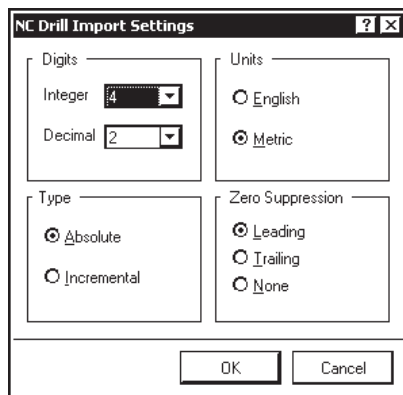 NC Drill Import Settings
Digits
Integer 4
Decimal 2
Units
English
Metric
Type
Absolute
Incremental
Zero Suppression
Leading
Trailing
None
OK Cancel